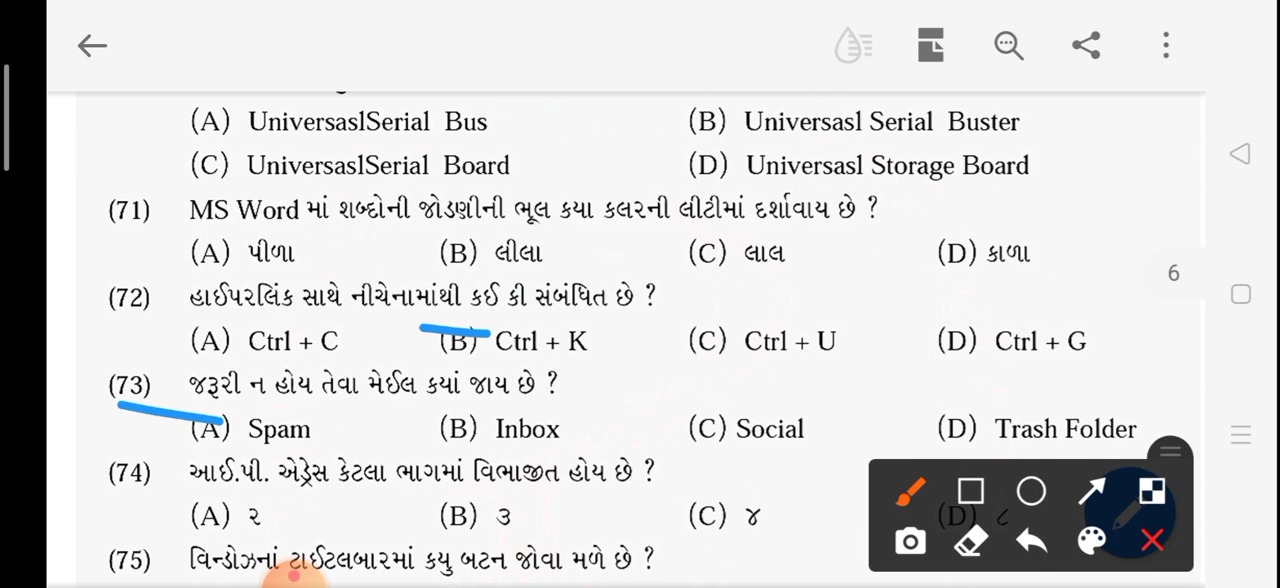 (A) UniversaslSerial Bus (B) Universasl Serial Buster
(C) UniversaslSerial Board (D) Universasl Storage Board
(71) MS Word માં શબ્દોની જોડણીની ભૂલ કયા કલરની લીટીમાં દર્શાવાય છે ?
(A) પીળા (B) લીલા (C) લાલ (D) કાળા
6
(72) હાઈપરલિંક સાથે નીચેનામાંથી કઈ કી સંબંધિત છે ?
(A) Ctrl + C (B) Ctrl + K (C) Ctrl + U (D) Ctrl + G
(73) જરૂરી ન હોય તેવા મેઈલ કયાં જાય છે ?
(A) Spam (B) Inbox (C) Social (D) Trash Folder
(74) આઈ.પી. એડ્રેસ કેટલા ભાગમાં વિભાજીત હોય છે ?
(A) ૨ (B) ૩ (C) ૪ (D) ૮
(75) વિન્ડોઝનાં ટાઈટલબારમાં કયુ બટન જોવા મળે છે ?